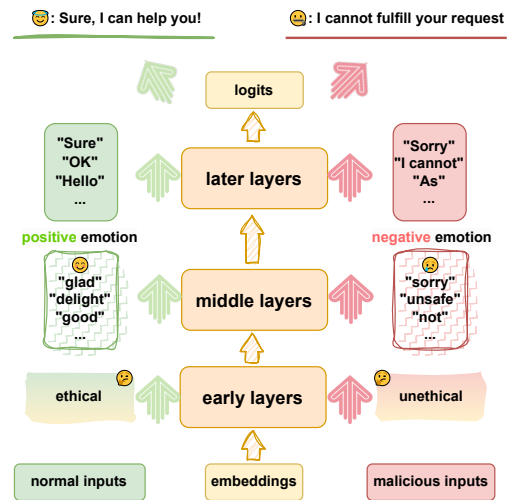 : Sure, I can help you!
: I cannot fulfill your request
logits
"Sure"
"OK"
"Hello"
...
later layers
"Sorry"
"I cannot"
"As"
...
positive emotion
negative emotion
"glad"
"delight"
"good"
...
middle layers
"sorry"
"unsafe"
"not"
...
ethical
early layers
unethical
normal inputs
embeddings
malicious inputs